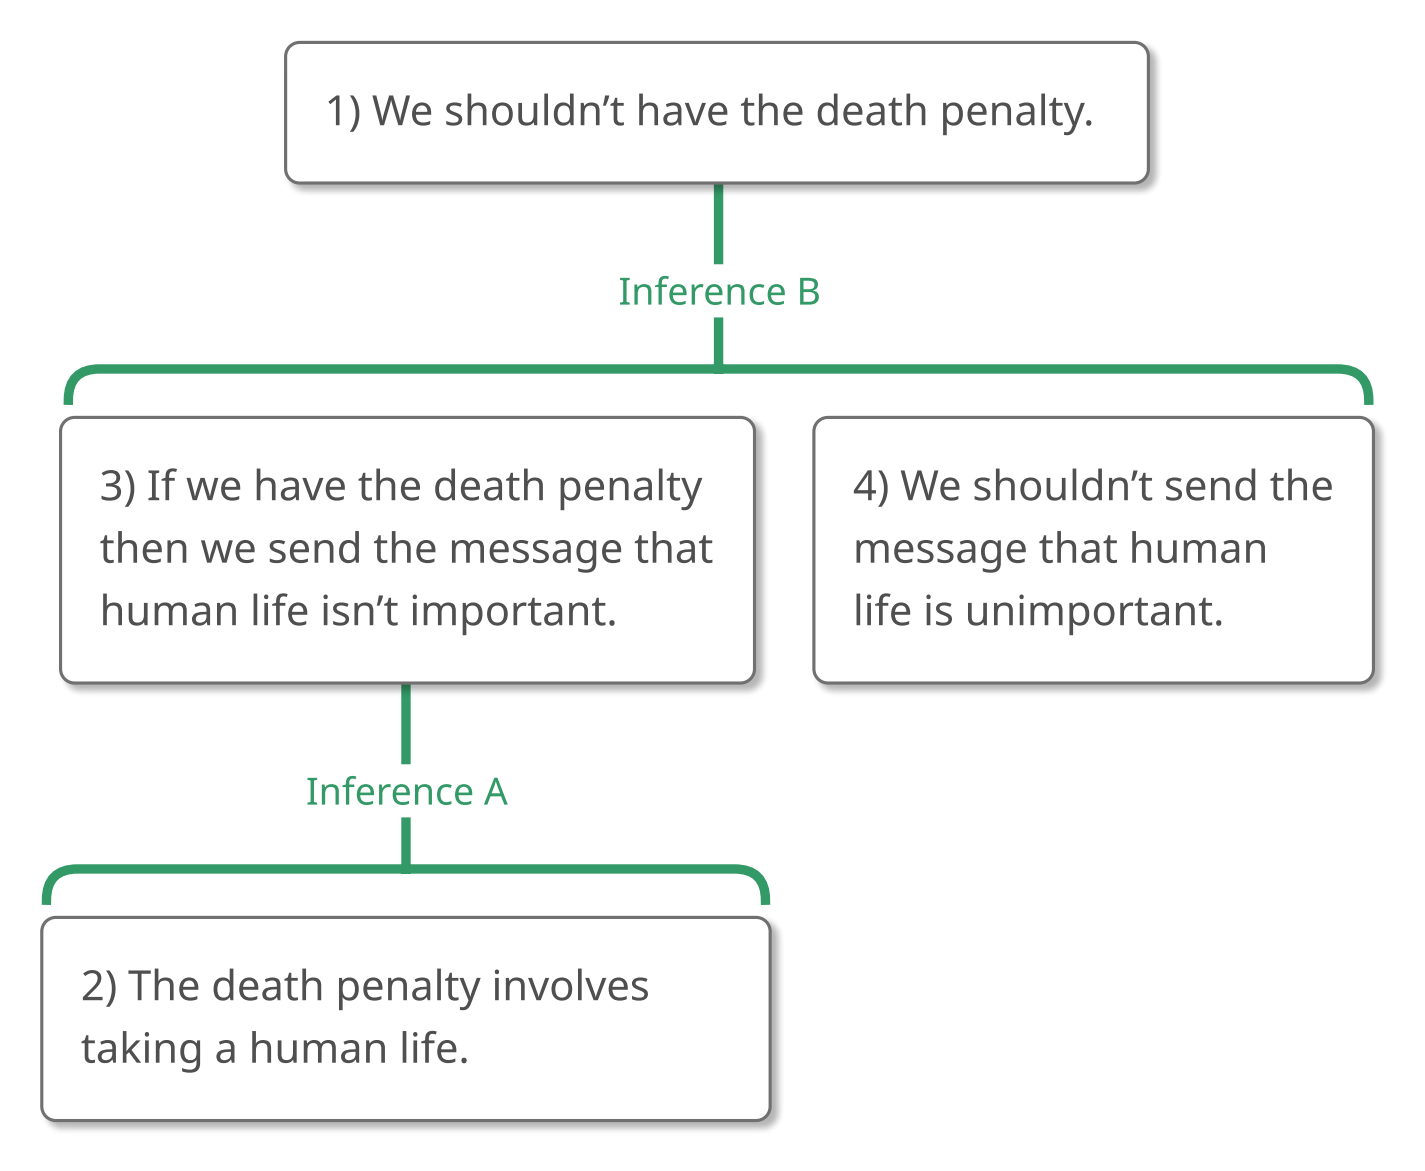 1) We shouldn’t have the death penalty.
Inference B
3) If we have the death penalty
then we send the message that
human life isn’t important.
4) We shouldn’t send the
message that human
life is unimportant.
Inference A
2) The death penalty involves
taking a human life.